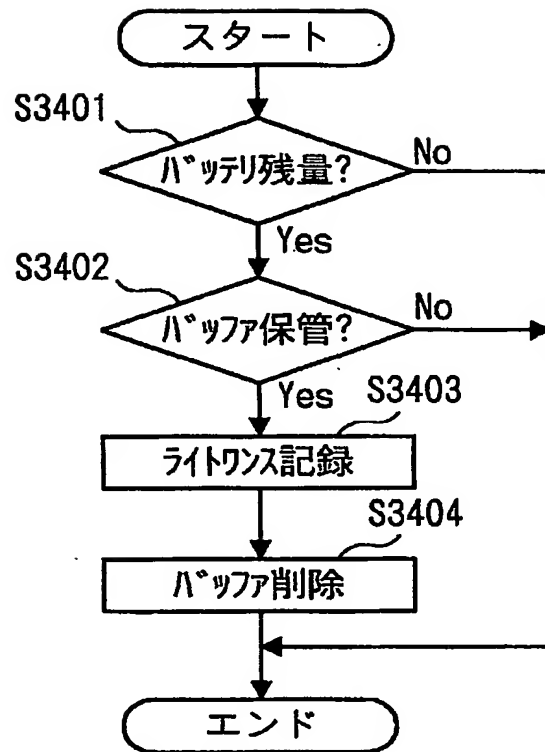 スタート
S3401
バッテリ残量?
No
Yes
S3402
バッファ保管?
No
Yes
S3403
ライトワンス記録
S3404
バッファ削除
エンド